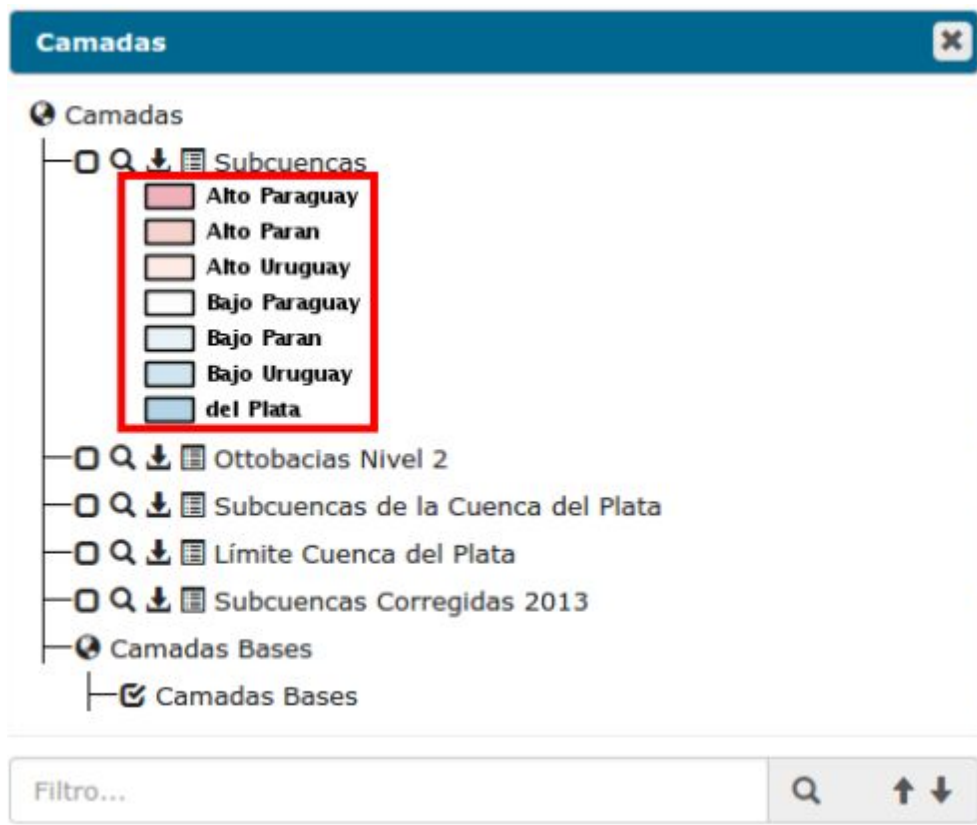 Camadas
Camadas
Subcuencas
Alto Paraguay
Alto Paran
Alto Uruguay
Bajo Paraguay
Bajo Paran
Bajo Uruguay
del Plata
Ottobacias Nivel 2
Subcuencas de la Cuenca del Plata
Límite Cuenca del Plata
Subcuencas Corregidas 2013
Camadas Bases
Camadas Bases
Filtro...